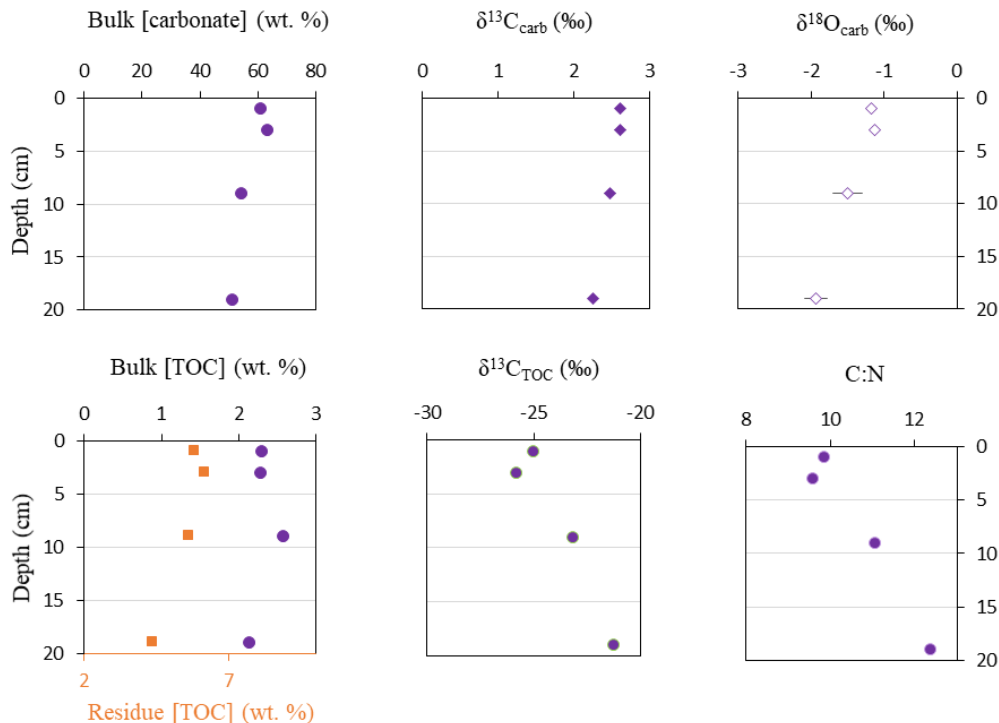 Bulk [carbonate] (wt. %)
δ¹³C_carb (‰)
δ¹⁸O_carb (‰)
0 20 40 60 80
0 1 2 3
-3 -2 -1 0
Depth (cm)
0
5
10
15
20
0
5
10
15
20
Bulk [TOC] (wt. %)
δ¹³C_TOC (‰)
C:N
0 1 2 3
-30 -25 -20
8 10 12
Depth (cm)
0
5
10
15
20
0
5
10
15
20
2 7
Residue [TOC] (wt. %)